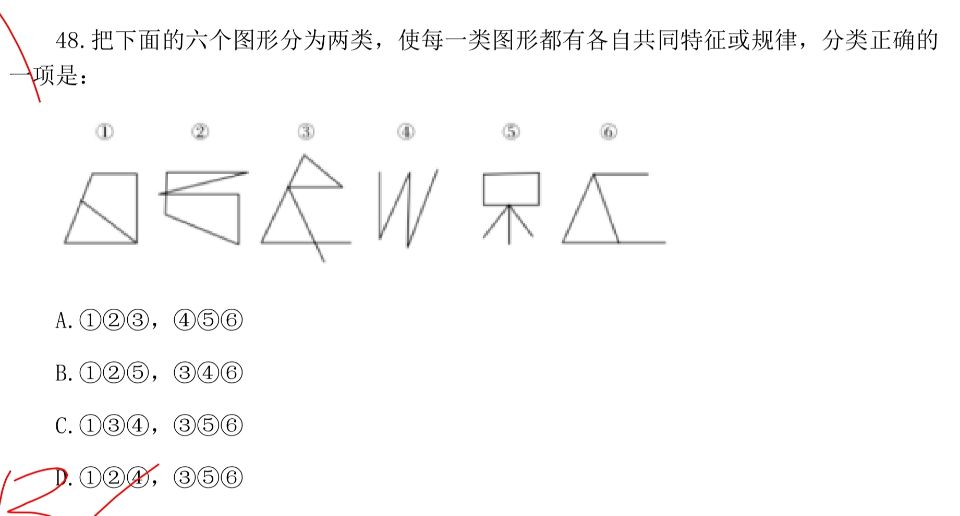 48.把下面的六个图形分为两类，使每一类图形都有各自共同特征或规律，分类正确的
一项是：
① ② ③ ④ ⑤ ⑥
A.①②③，④⑤⑥
B.①②⑤，③④⑥
C.①③④，③⑤⑥
D.①②④，③⑤⑥